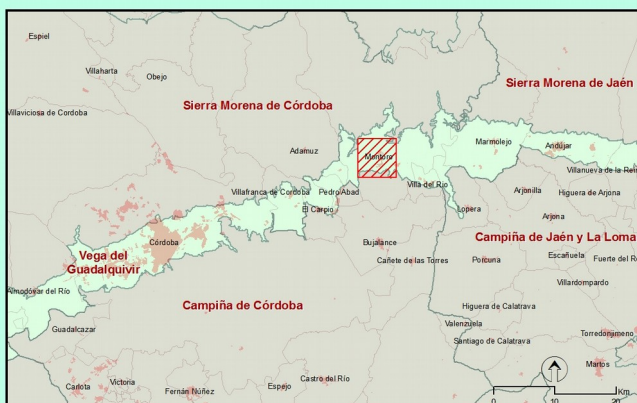 Espiel
Villaharta
Obejo
Sierra Morena de Jaén
Villaviciosa de Cordoba
Sierra Morena de Córdoba
Adamuz
Montoro
Marmolejo
Andújar
Villanueva de la Rein
Villafranca de Cordoba
Pedro Abad
Villa del Río
Arjonilla
Higuera de Arjona
El Carpio
Lopera
Arjona
Córdoba
Bujalance
Campiña de Jaén y La Loma
Vega del
Guadalquivir
Cañete de las Torres
Porcuna
Escañuela
Fuerte del R
Almodóvar del Río
Villardompardo
Campiña de Córdoba
Higuera de Calatrava
Guadalcazar
Valenzuela
Santiago de Calatrava
Torredonjimeno
Martos
Carlota
Victoria
Fernán Núñez
Espejo
Castro del Río
Km
0 10 20